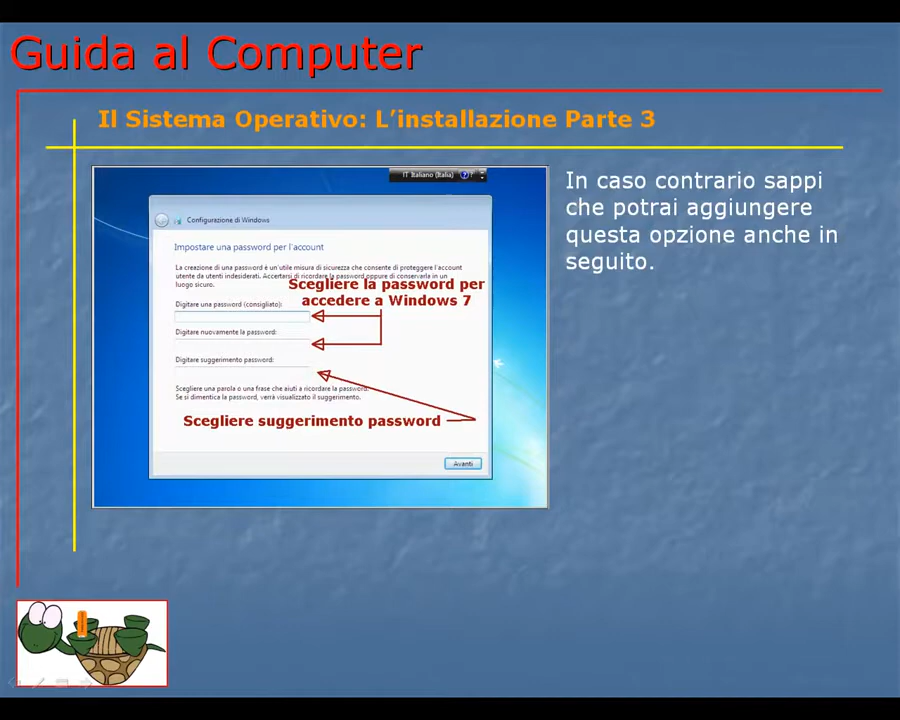 Guida al Computer
Il Sistema Operativo: L’installazione Parte 3
IT Italiano (Italia)
Configurazione di Windows
Impostare una password per l'account
La creazione di una password è un'utile misura di sicurezza che consente di proteggere l'account
utente da utenti indesiderati. Accertarsi di ricordare la password oppure di conservarla in un
luogo sicuro.
Scegliere la password per
accedere a Windows 7
Digitare una password (consigliato):
Digitare nuovamente la password:
Digitare suggerimento password:
Scegliere una parola o una frase che aiuti a ricordare la password.
Se si dimentica la password, verrà visualizzato il suggerimento.
Scegliere suggerimento password
Avanti
In caso contrario sappi
che potrai aggiungere
questa opzione anche in
seguito.